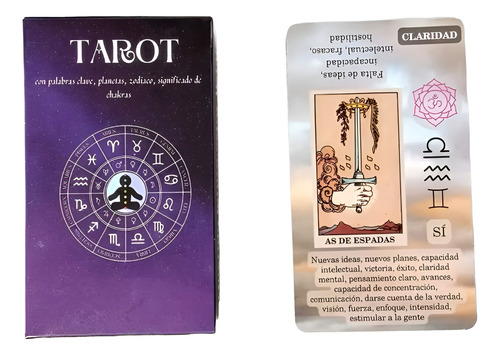 TAROT
con palabras clave, planetas, zodiaco, significado de
chakras
CLARIDAD
Falta de ideas,
incapacidad
intelectual, fracaso,
hostilidad
SÍ
AS DE ESPADAS
Nuevas ideas, nuevos planes, capacidad
intelectual, victoria, éxito, claridad
mental, pensamiento claro, avances,
capacidad de concentración,
comunicación, darse cuenta de la verdad,
visión, fuerza, enfoque, intensidad,
estimular a la gente